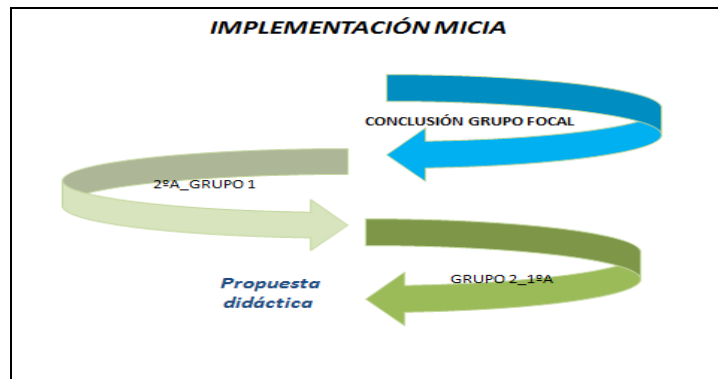 IMPLEMENTACIÓN MICIA
CONCLUSIÓN GRUPO FOCAL
2ºA_GRUPO 1
GRUPO 2_1ºA
Propuesta
didáctica